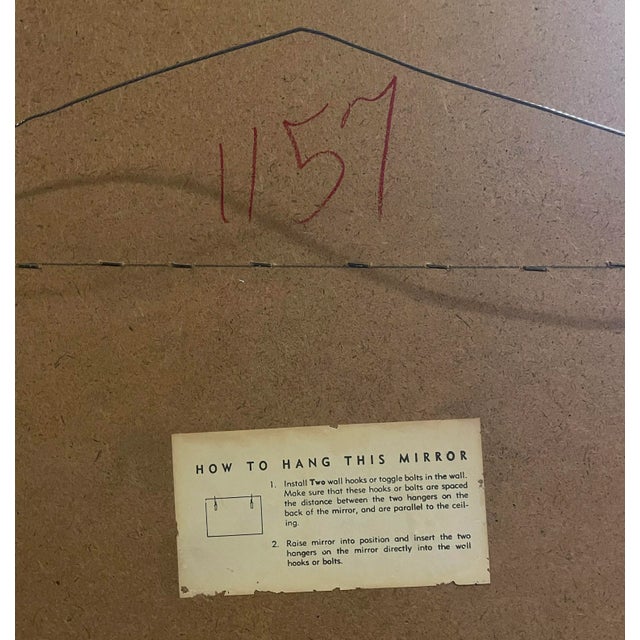 1157
HOW TO HANG THIS MIRROR
1. Install Two wall hooks or toggle bolts in the wall.
Make sure that these hooks or bolts are spaced
the distance between the two hangers on the
back of the mirror, and are parallel to the ceil-
ing.
2. Raise mirror into position and insert the two
hangers on the mirror directly into the wall
hooks or bolts.